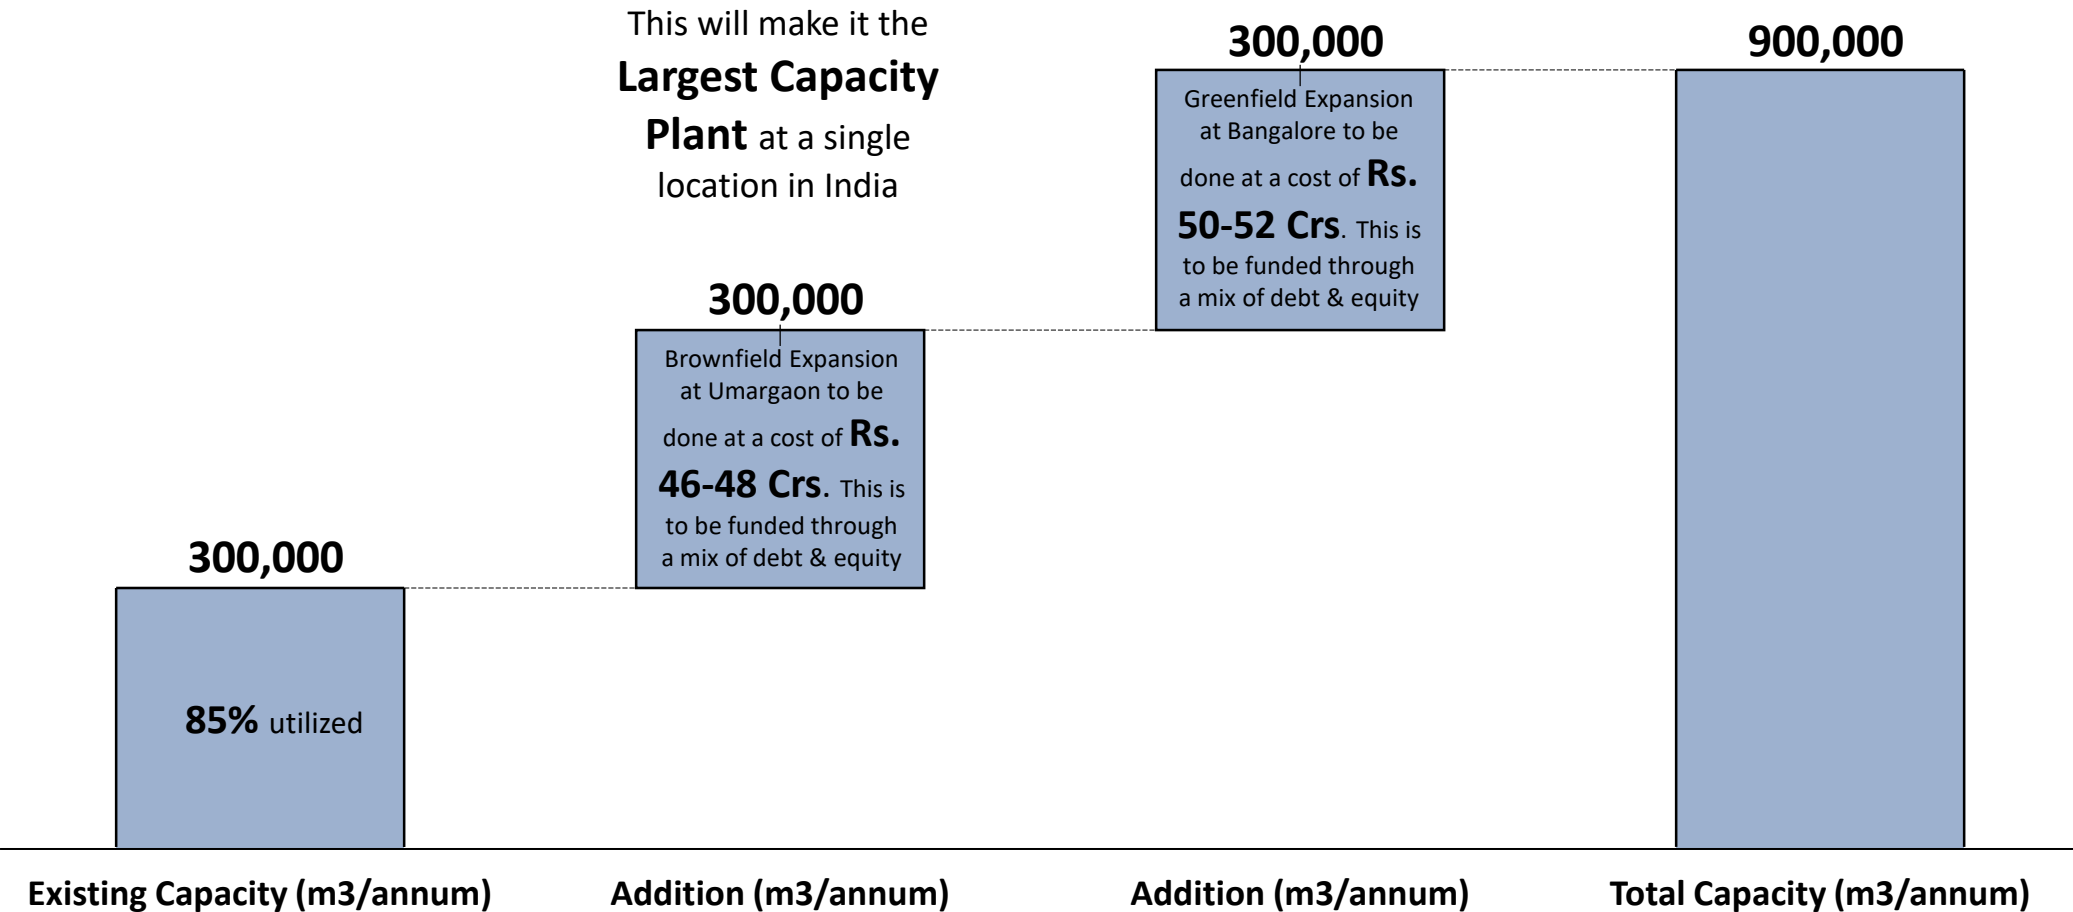 This will make it the
Largest Capacity
Plant at a single
location in India
300,000
900,000
Greenfield Expansion
at Bangalore to be
done at a cost of Rs.
50-52 Crs. This is
to be funded through
a mix of debt & equity
300,000
Brownfield Expansion
at Umargaon to be
done at a cost of Rs.
46-48 Crs. This is
to be funded through
a mix of debt & equity
300,000
85% utilized
Existing Capacity (m3/annum)
Addition (m3/annum)
Addition (m3/annum)
Total Capacity (m3/annum)